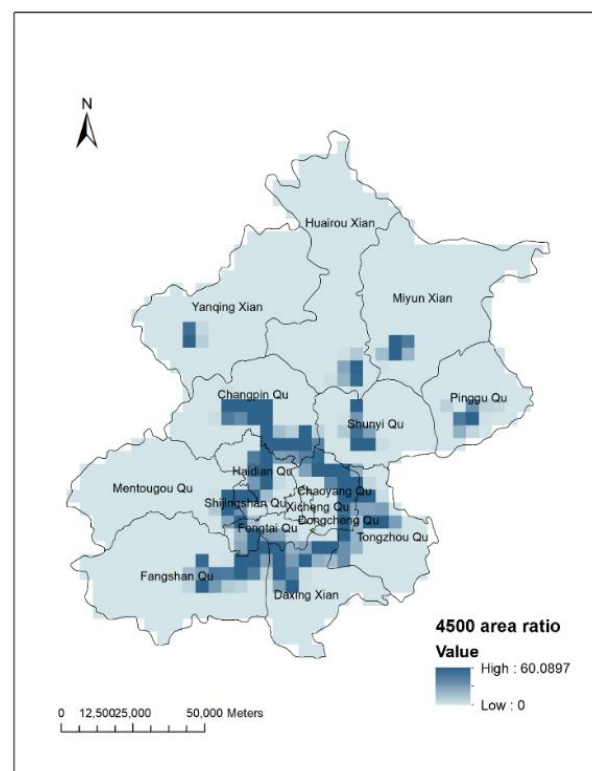 N
Huairou Xian
Miyun Xian
Yanqing Xian
Changpin Qu
Pinggu Qu
Shunyi Qu
Haidian Qu
Mentougou Qu
Chaoyang Qu
Shijingshan Qu
Xicheng Qu
Dongcheng Qu
Fengtai Qu
Tongzhou Qu
Fangshan Qu
Daxing Xian
4500 area ratio
Value
High : 60.0897
Low : 0
0 12,500 25,000 50,000 Meters